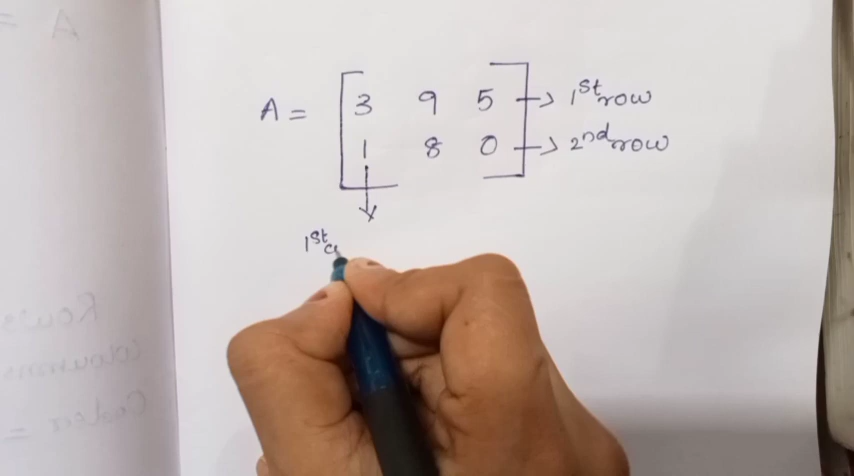 A = [ 3 9 5 ] → 1st row
1 8 0 → 2nd row
1st